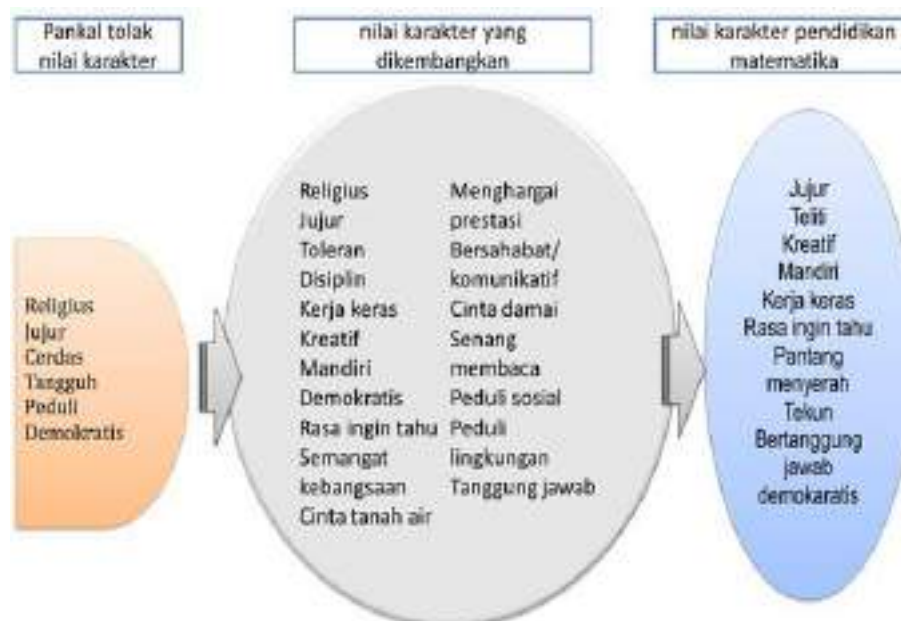 Pankal tolak
nilai karakter
nilai karakter yang
dikembangkan
nilai karakter pendidikan
matematika
Religius
Jujur
Cerdas
Tangguh
Peduli
Demokratis
Religius
Jujur
Toleran
Disiplin
Kerja keras
Kreatif
Mandiri
Demokratis
Rasa ingin tahu
Semangat
kebangsaan
Cinta tanah air
Menghargai
prestasi
Bersahabat/
komunikatif
Cinta damai
Senang
membaca
Peduli sosial
Peduli
lingkungan
Tanggung jawab
Jujur
Teliti
Kreatif
Mandiri
Kerja keras
Rasa ingin tahu
Pantang
menyerah
Tekun
Bertanggung
jawab
demokaratis